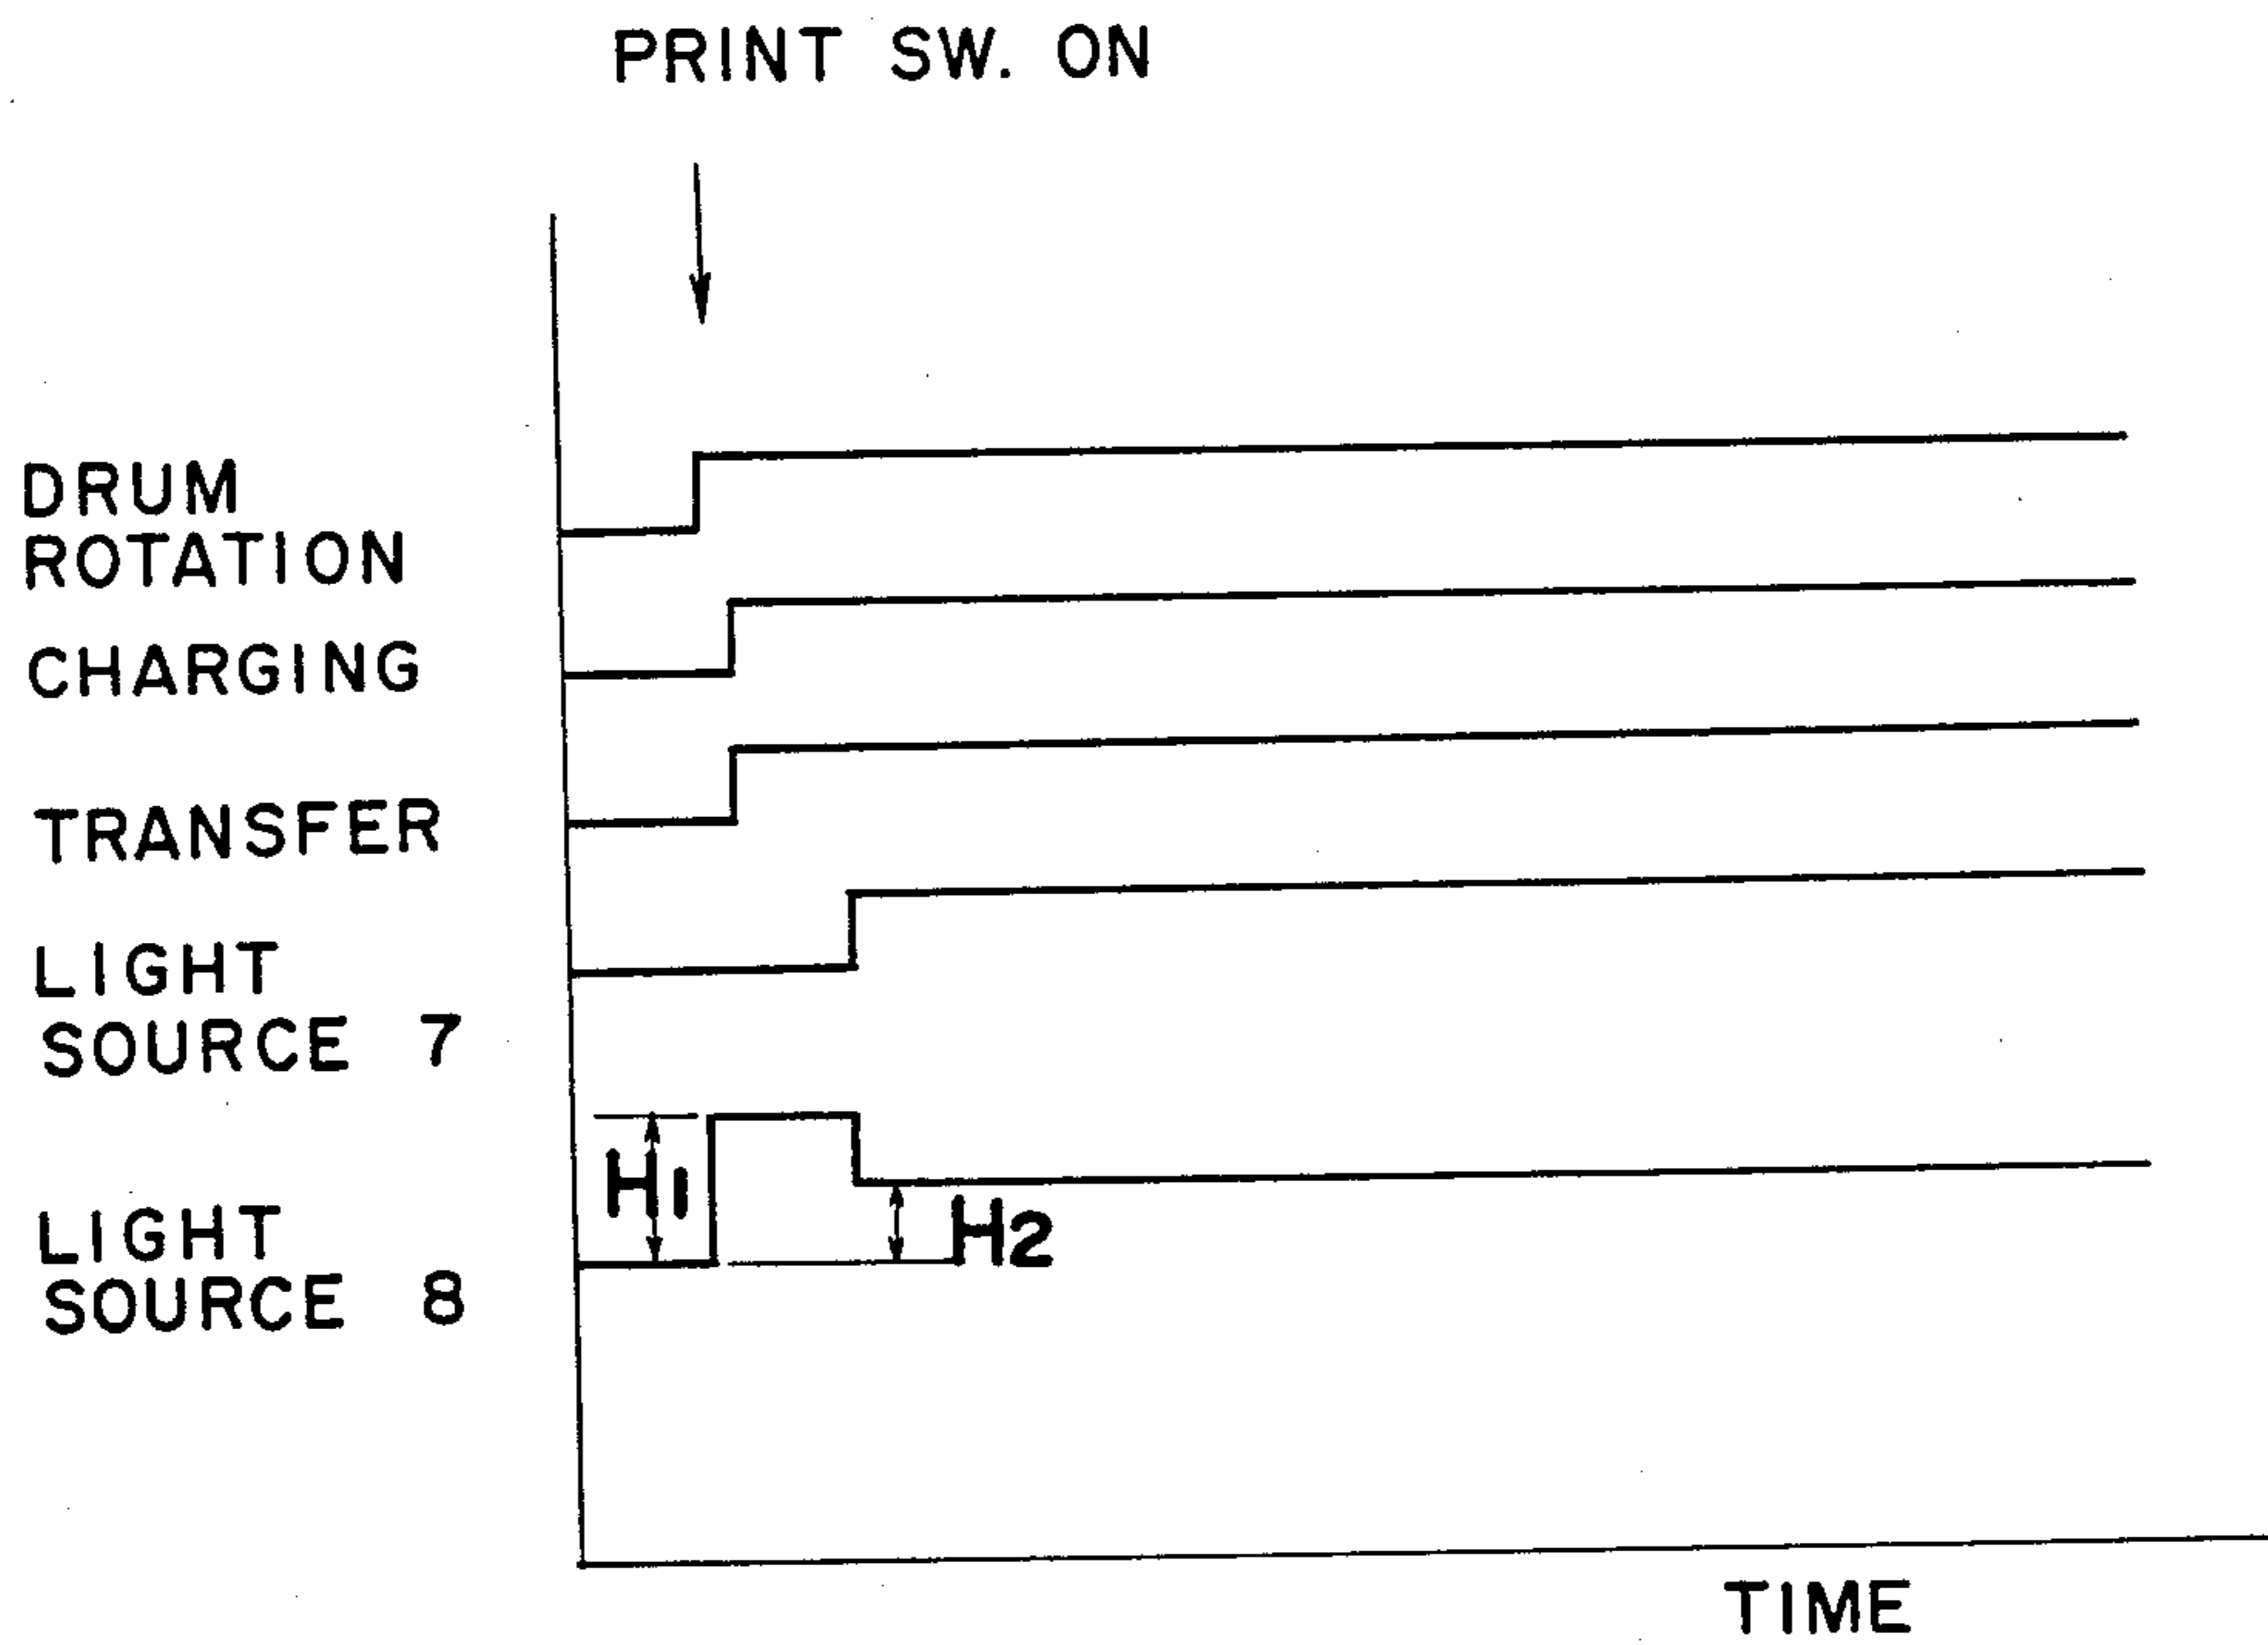 PRINT SW. ON
DRUM
ROTATION
CHARGING
TRANSFER
LIGHT
SOURCE 7
H1
H2
LIGHT
SOURCE 8
TIME